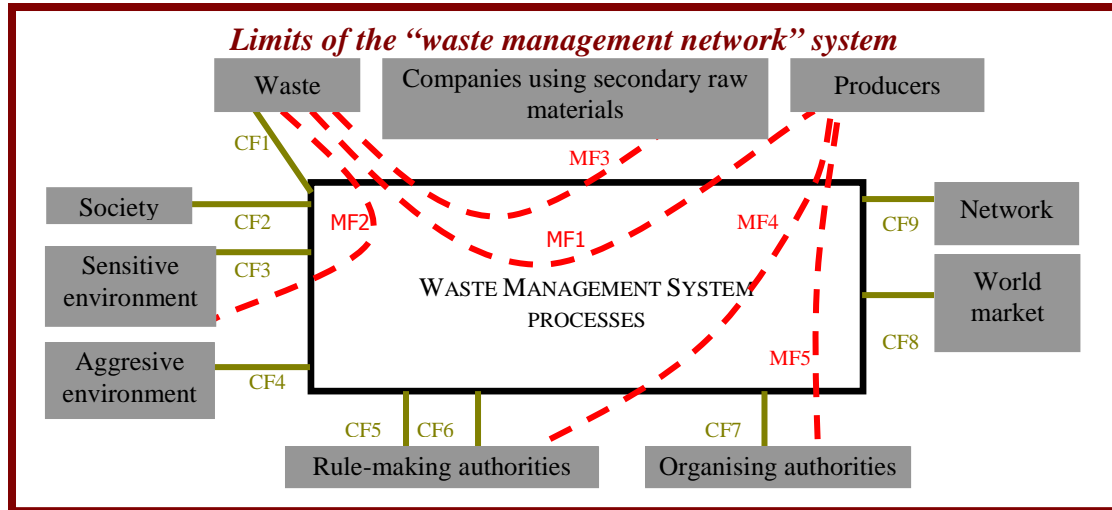 Limits of the “waste management network” system
Waste
Companies using secondary raw
materials
Producers
CF1
MF3
Society
CF2
MF2
MF4
CF9
Network
MF1
Sensitive
environment
CF3
WASTE MANAGEMENT SYSTEM
PROCESSES
World
market
CF8
Aggresive
environment
CF4
MF5
CF5
CF6
CF7
Rule-making authorities
Organising authorities